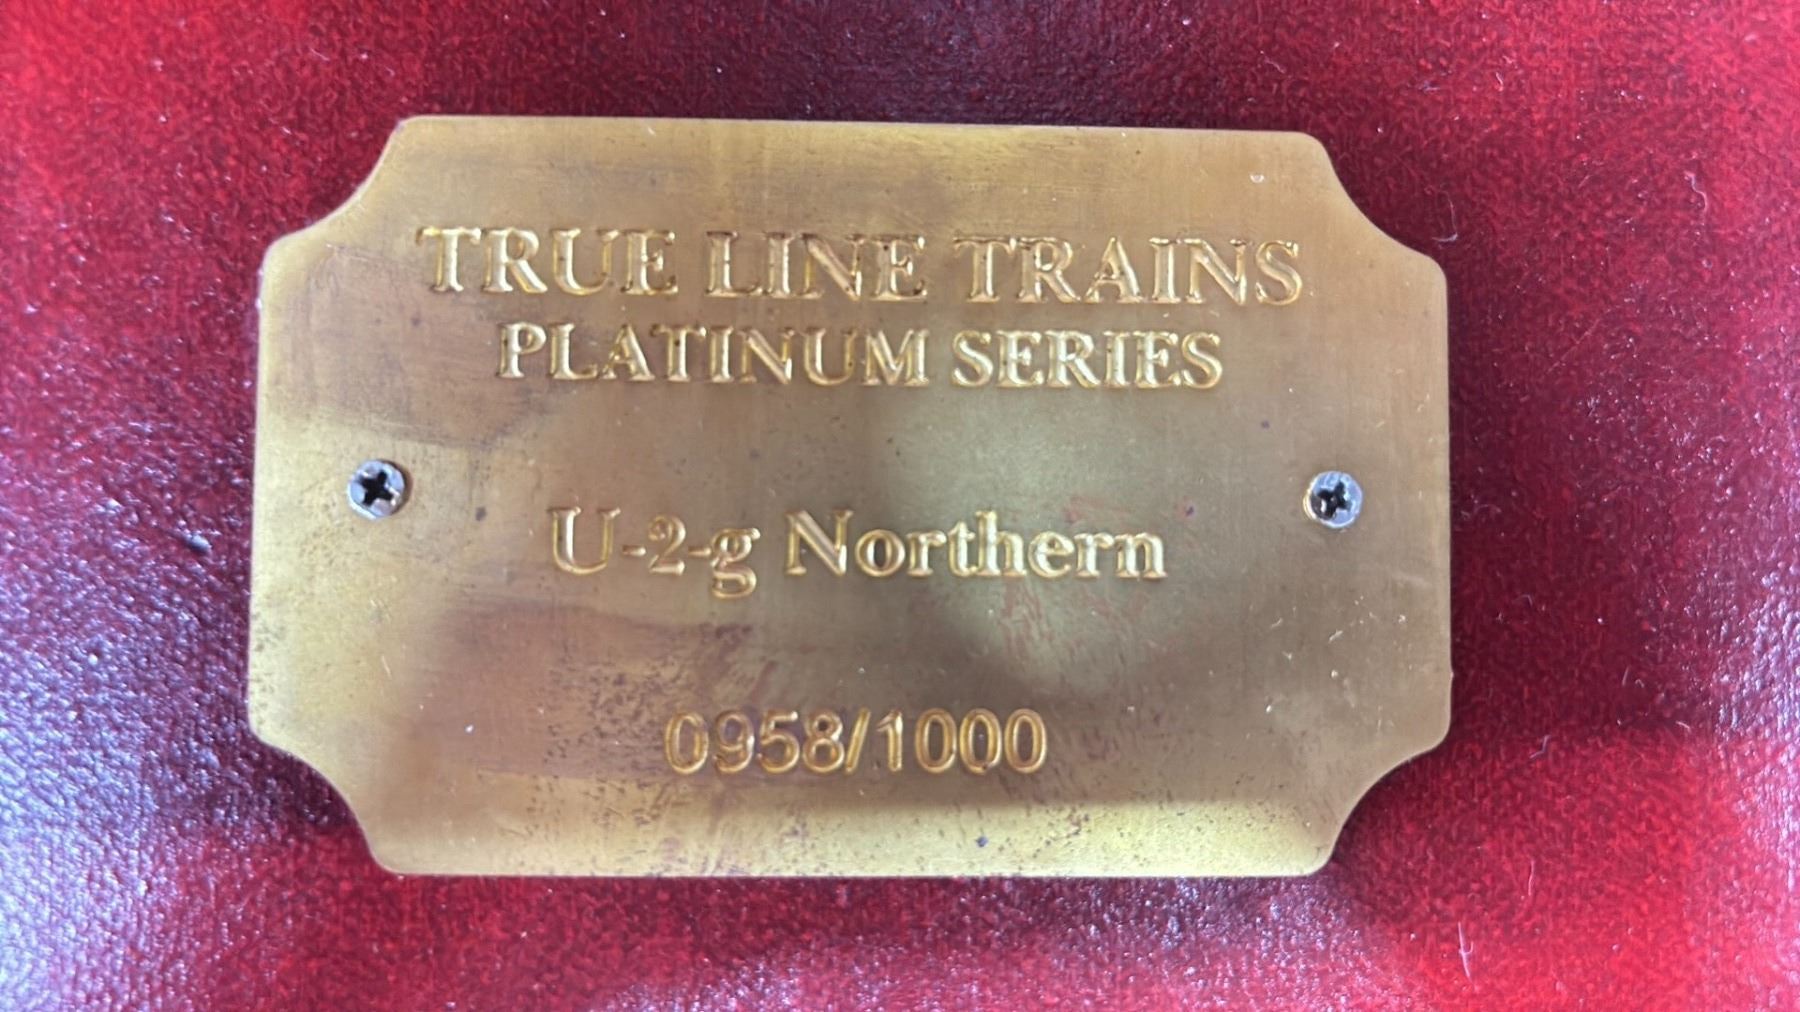 TRUE LINE TRAINS
PLATINUM SERIES
U-2-g Northern
0958/1000